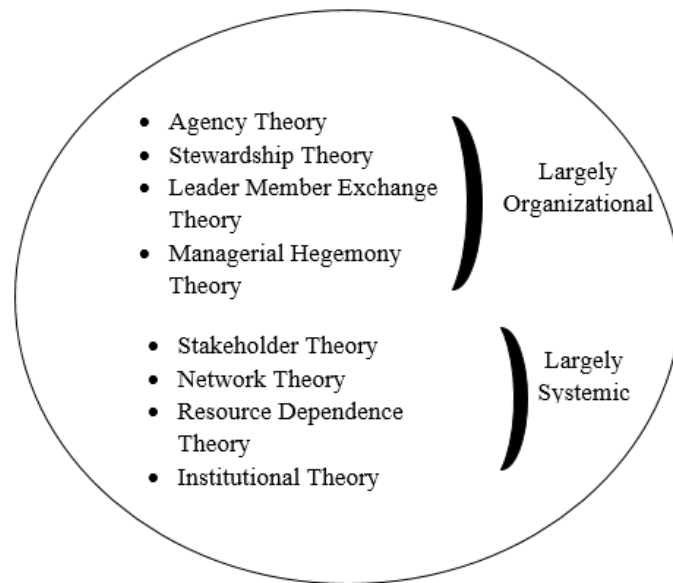 • Agency Theory
• Stewardship Theory
• Leader Member Exchange
Theory
• Managerial Hegemony
Theory
Largely
Organizational
• Stakeholder Theory
• Network Theory
• Resource Dependence
Theory
• Institutional Theory
Largely
Systemic